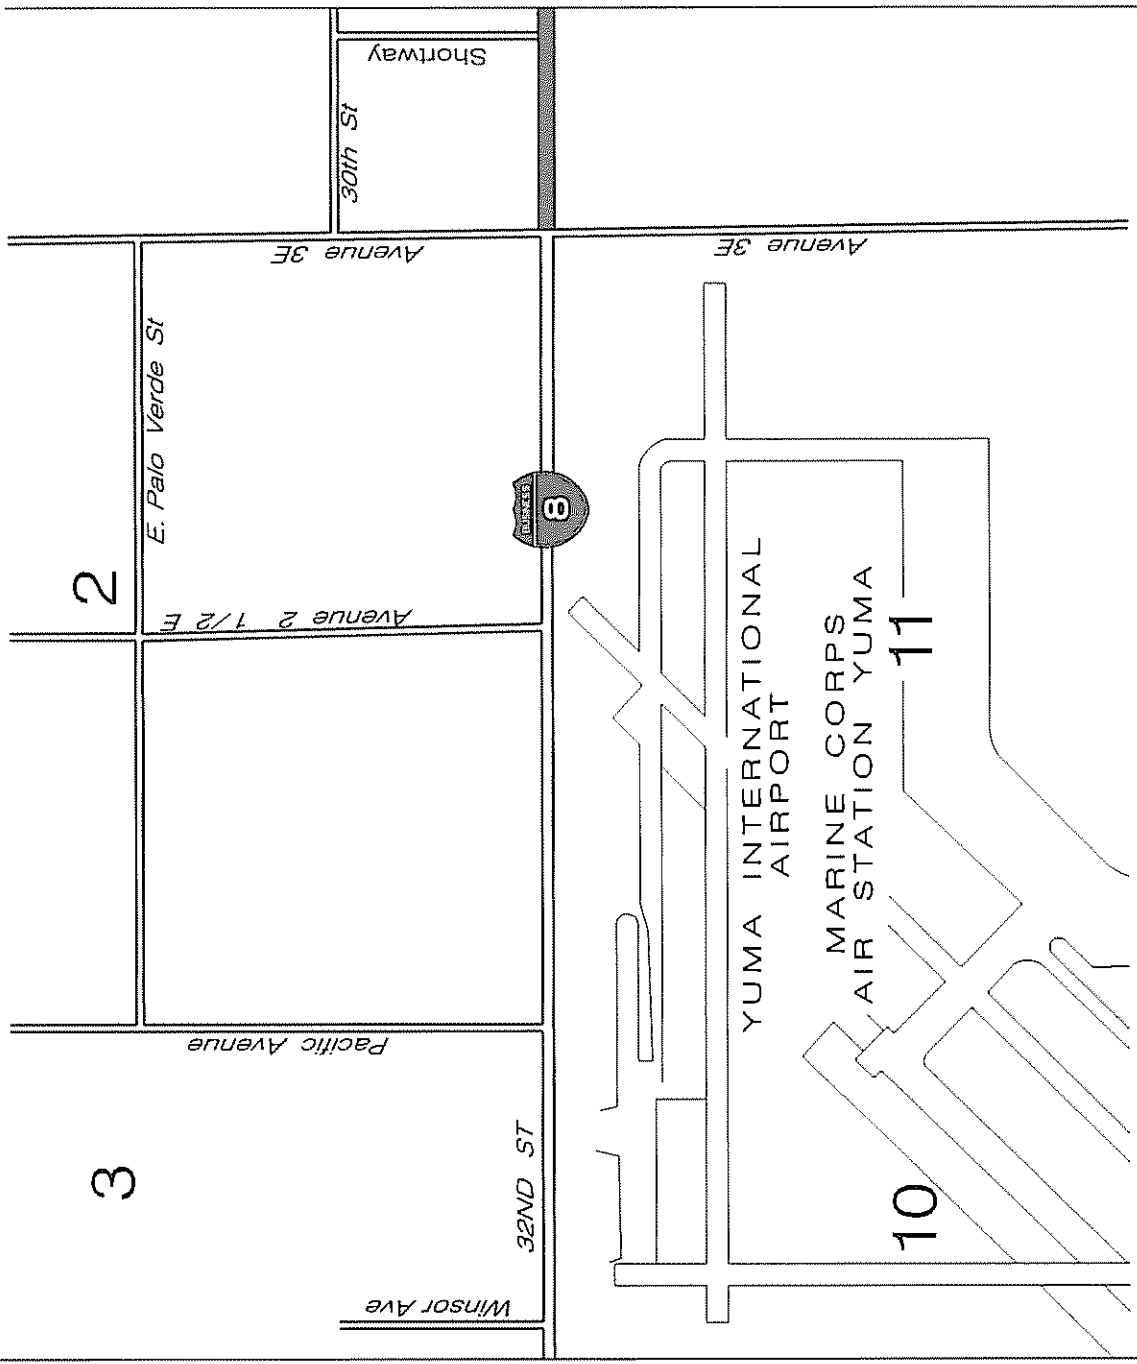 Shortway
30th St
Avenue 3E
Avenue 3E
E. Palo Verde St
2
Avenue 2 1/2 E
BUSINESS
8
YUMA INTERNATIONAL
AIRPORT
MARINE CORPS
AIR STATION YUMA
11
Pacific Avenue
3
32ND ST
10
Winsor Ave